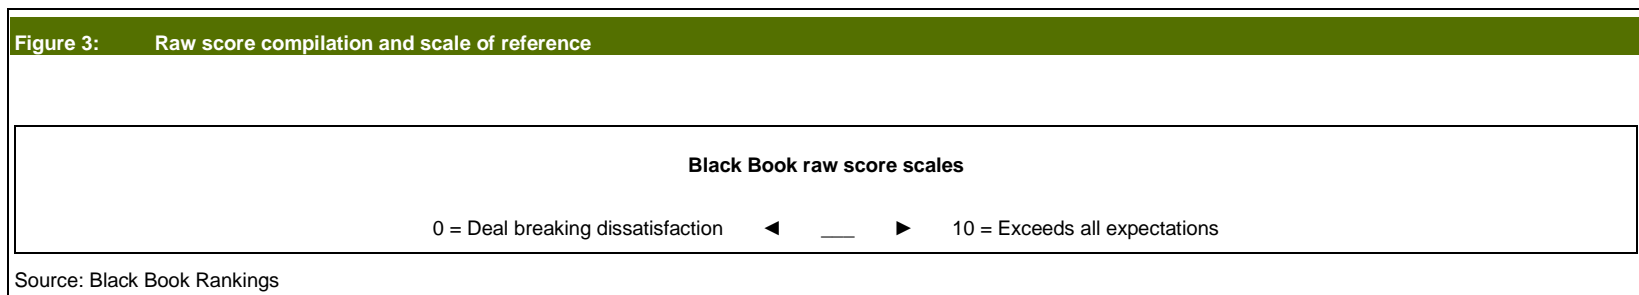 Figure 3: Raw score compilation and scale of reference
Black Book raw score scales
0 = Deal breaking dissatisfaction ◄ ___ ► 10 = Exceeds all expectations
Source: Black Book Rankings